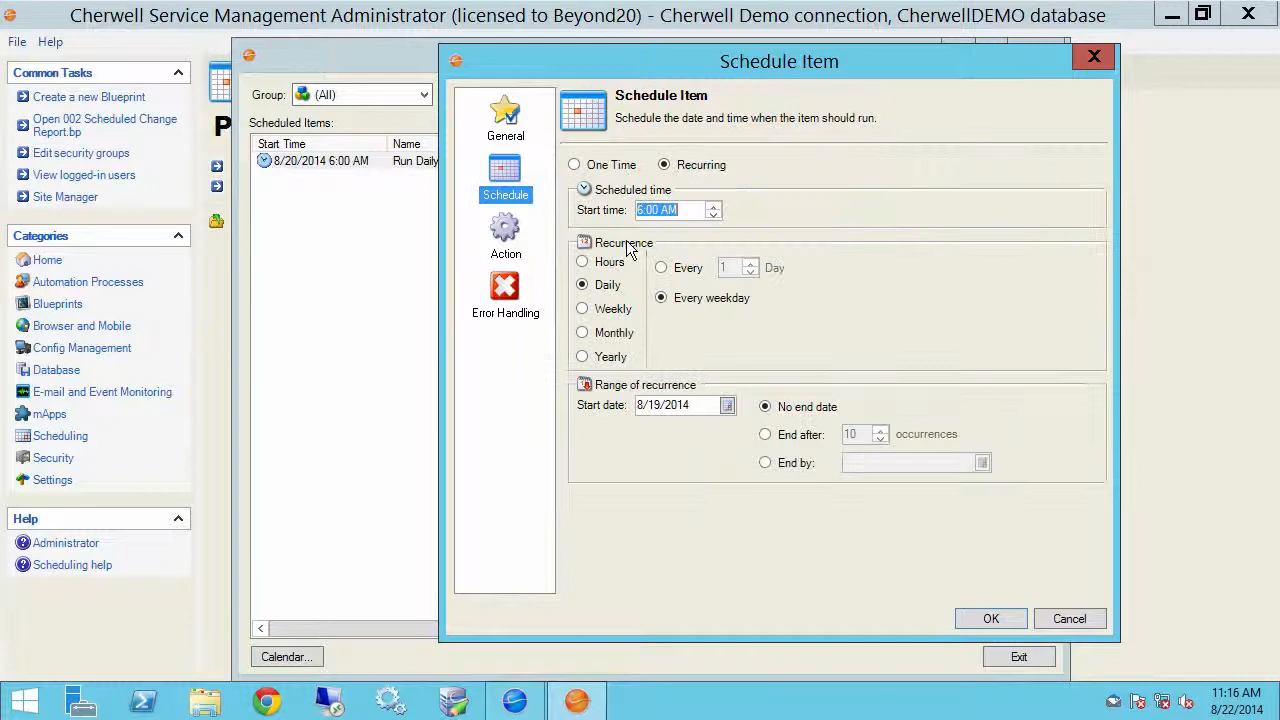 Cherwell Service Management Administrator (licensed to Beyond20) - Cherwell Demo connection, CherwellDEMO database
File Help
Common Tasks
Create a new Blueprint
Open 002 Scheduled Change
Report.bp
Edit security groups
View logged-in users
Site Manager
Categories
Home
Automation Processes
Blueprints
Browser and Mobile
Config Management
Database
E-mail and Event Monitoring
mApps
Scheduling
Security
Settings
Help
Administrator
Scheduling help
P
Group: (All)
Scheduled Items:
Start Time Name
8/20/2014 6:00 AM Run Daily
Calendar...
Exit
Schedule Item
X
General
Schedule
Action
Error Handling
Schedule Item
Schedule the date and time when the item should run.
One Time Recurring
Scheduled time
Start time: 6:00 AM
Recurrence
Hours
Daily
Weekly
Monthly
Yearly
Every 1 Day
Every weekday
Range of recurrence
Start date: 8/19/2014
No end date
End after: 10 occurrences
End by:
OK Cancel
11:16 AM
8/22/2014